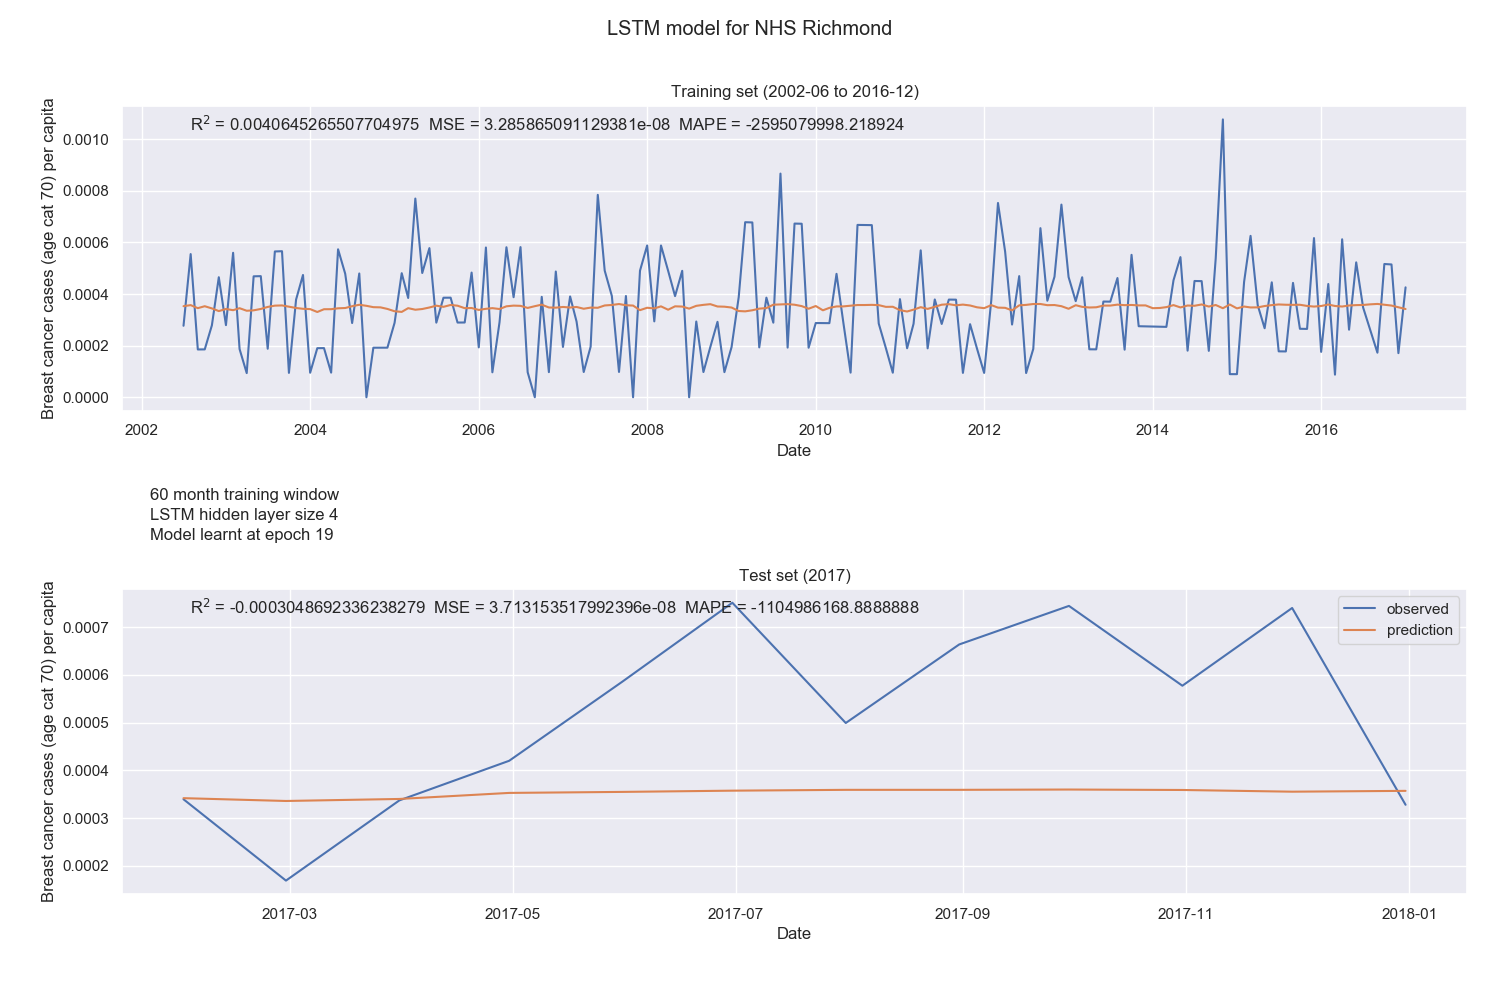 LSTM model for NHS Richmond
Training set (2002-06 to 2016-12)
R² = 0.0040645265507704975 MSE = 3.285865091129381e-08 MAPE = -2595079998.218924
Breast cancer cases (age cat 70) per capita
0.0010
0.0008
0.0006
0.0004
0.0002
0.0000
2002 2004 2006 2008 2010 2012 2014 2016
Date
60 month training window
LSTM hidden layer size 4
Model learnt at epoch 19
Test set (2017)
R² = -0.0003048692336238279 MSE = 3.713153517992396e-08 MAPE = -1104986168.8888888
observed
prediction
Breast cancer cases (age cat 70) per capita
0.0007
0.0006
0.0005
0.0004
0.0003
0.0002
2017-03 2017-05 2017-07 2017-09 2017-11 2018-01
Date